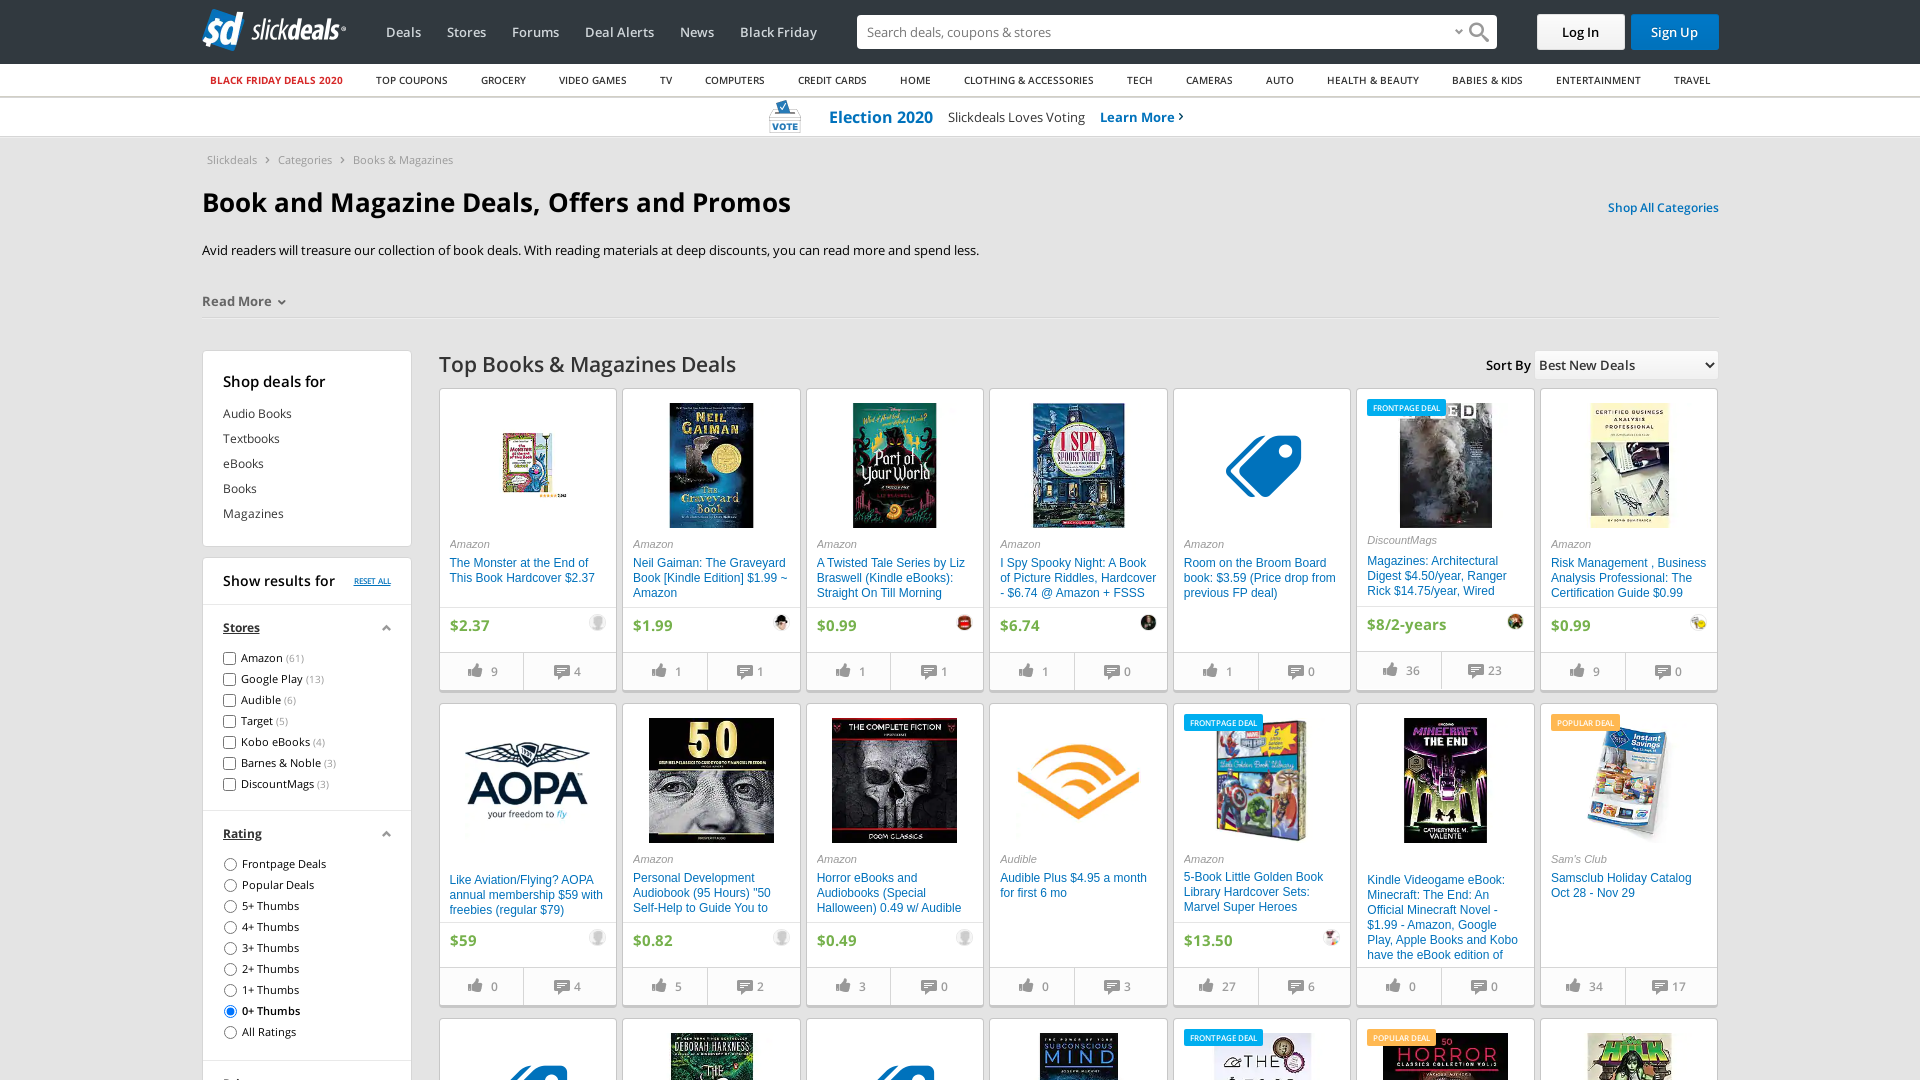 slickdeals
Deals
Stores
Forums
Deal Alerts
News
Black Friday
Search deals, coupons & stores
Log In
Sign Up
BLACK FRIDAY DEALS 2020
TOP COUPONS
GROCERY
VIDEO GAMES
TV
COMPUTERS
CREDIT CARDS
HOME
CLOTHING & ACCESSORIES
TECH
CAMERAS
AUTO
HEALTH & BEAUTY
BABIES & KIDS
ENTERTAINMENT
TRAVEL
VOTE
Election 2020
Slickdeals Loves Voting
Learn More
Slickdeals
Categories
Books & Magazines
Book and Magazine Deals, Offers and Promos
Shop All Categories
Avid readers will treasure our collection of book deals. With reading materials at deep discounts, you can read more and spend less.
Read More
Shop deals for
Audio Books
Textbooks
eBooks
Books
Magazines
Show results for
RESET ALL
Stores
Amazon (61)
Google Play (13)
Audible (6)
Target (5)
Kobo eBooks (4)
Barnes & Noble (3)
DiscountMags (3)
Rating
Frontpage Deals
Popular Deals
5+ Thumbs
4+ Thumbs
3+ Thumbs
2+ Thumbs
1+ Thumbs
0+ Thumbs
All Ratings
Top Books & Magazines Deals
Sort By
Best New Deals
Amazon
The Monster at the End of
This Book Hardcover $2.37
$2.37
9
4
NEIL
GAIMAN
The
Graveyard
Book
Amazon
Neil Gaiman: The Graveyard
Book [Kindle Edition] $1.99 ~
Amazon
$1.99
1
1
Part of
Your World
Amazon
A Twisted Tale Series by Liz
Braswell (Kindle eBooks):
Straight On Till Morning
$0.99
1
1
I SPY
SPOOKY NIGHT
Amazon
I Spy Spooky Night: A Book
of Picture Riddles, Hardcover
- $6.74 @ Amazon + FSSS
$6.74
1
0
Amazon
Room on the Broom Board
book: $3.59 (Price drop from
previous FP deal)
1
0
FRONTPAGE DEAL
DiscountMags
Magazines: Architectural
Digest $4.50/year, Ranger
Rick $14.75/year, Wired
$8/2-years
36
23
CERTIFIED BUSINESS
ANALYSIS
PROFESSIONAL
Amazon
Risk Management , Business
Analysis Professional: The
Certification Guide $0.99
$0.99
9
0
AOPA
your freedom to fly
Like Aviation/Flying? AOPA
annual membership $59 with
freebies (regular $79)
$59
0
4
50
Amazon
Personal Development
Audiobook (95 Hours) "50
Self-Help to Guide You to
$0.82
5
2
THE COMPLETE FICTION
DOOM CLASSICS
Amazon
Horror eBooks and
Audiobooks (Special
Halloween) 0.49 w/ Audible
$0.49
3
0
Audible
Audible Plus $4.95 a month
for first 6 mo
0
3
FRONTPAGE DEAL
Amazon
5-Book Little Golden Book
Library Hardcover Sets:
Marvel Super Heroes
$13.50
27
6
MINECRAFT
THE END
CATHERYNNE M.
VALENTE
Kindle Videogame eBook:
Minecraft: The End: An
Official Minecraft Novel -
$1.99 - Amazon, Google
Play, Apple Books and Kobo
have the eBook edition of
0
0
POPULAR DEAL
Instant
Savings
Sam's Club
Samsclub Holiday Catalog
Oct 28 - Nov 29
34
17
DEBORAH HARKNESS
THE
SUBCONSCIOUS
MIND
FRONTPAGE DEAL
THE
POPULAR DEAL
50
HORROR